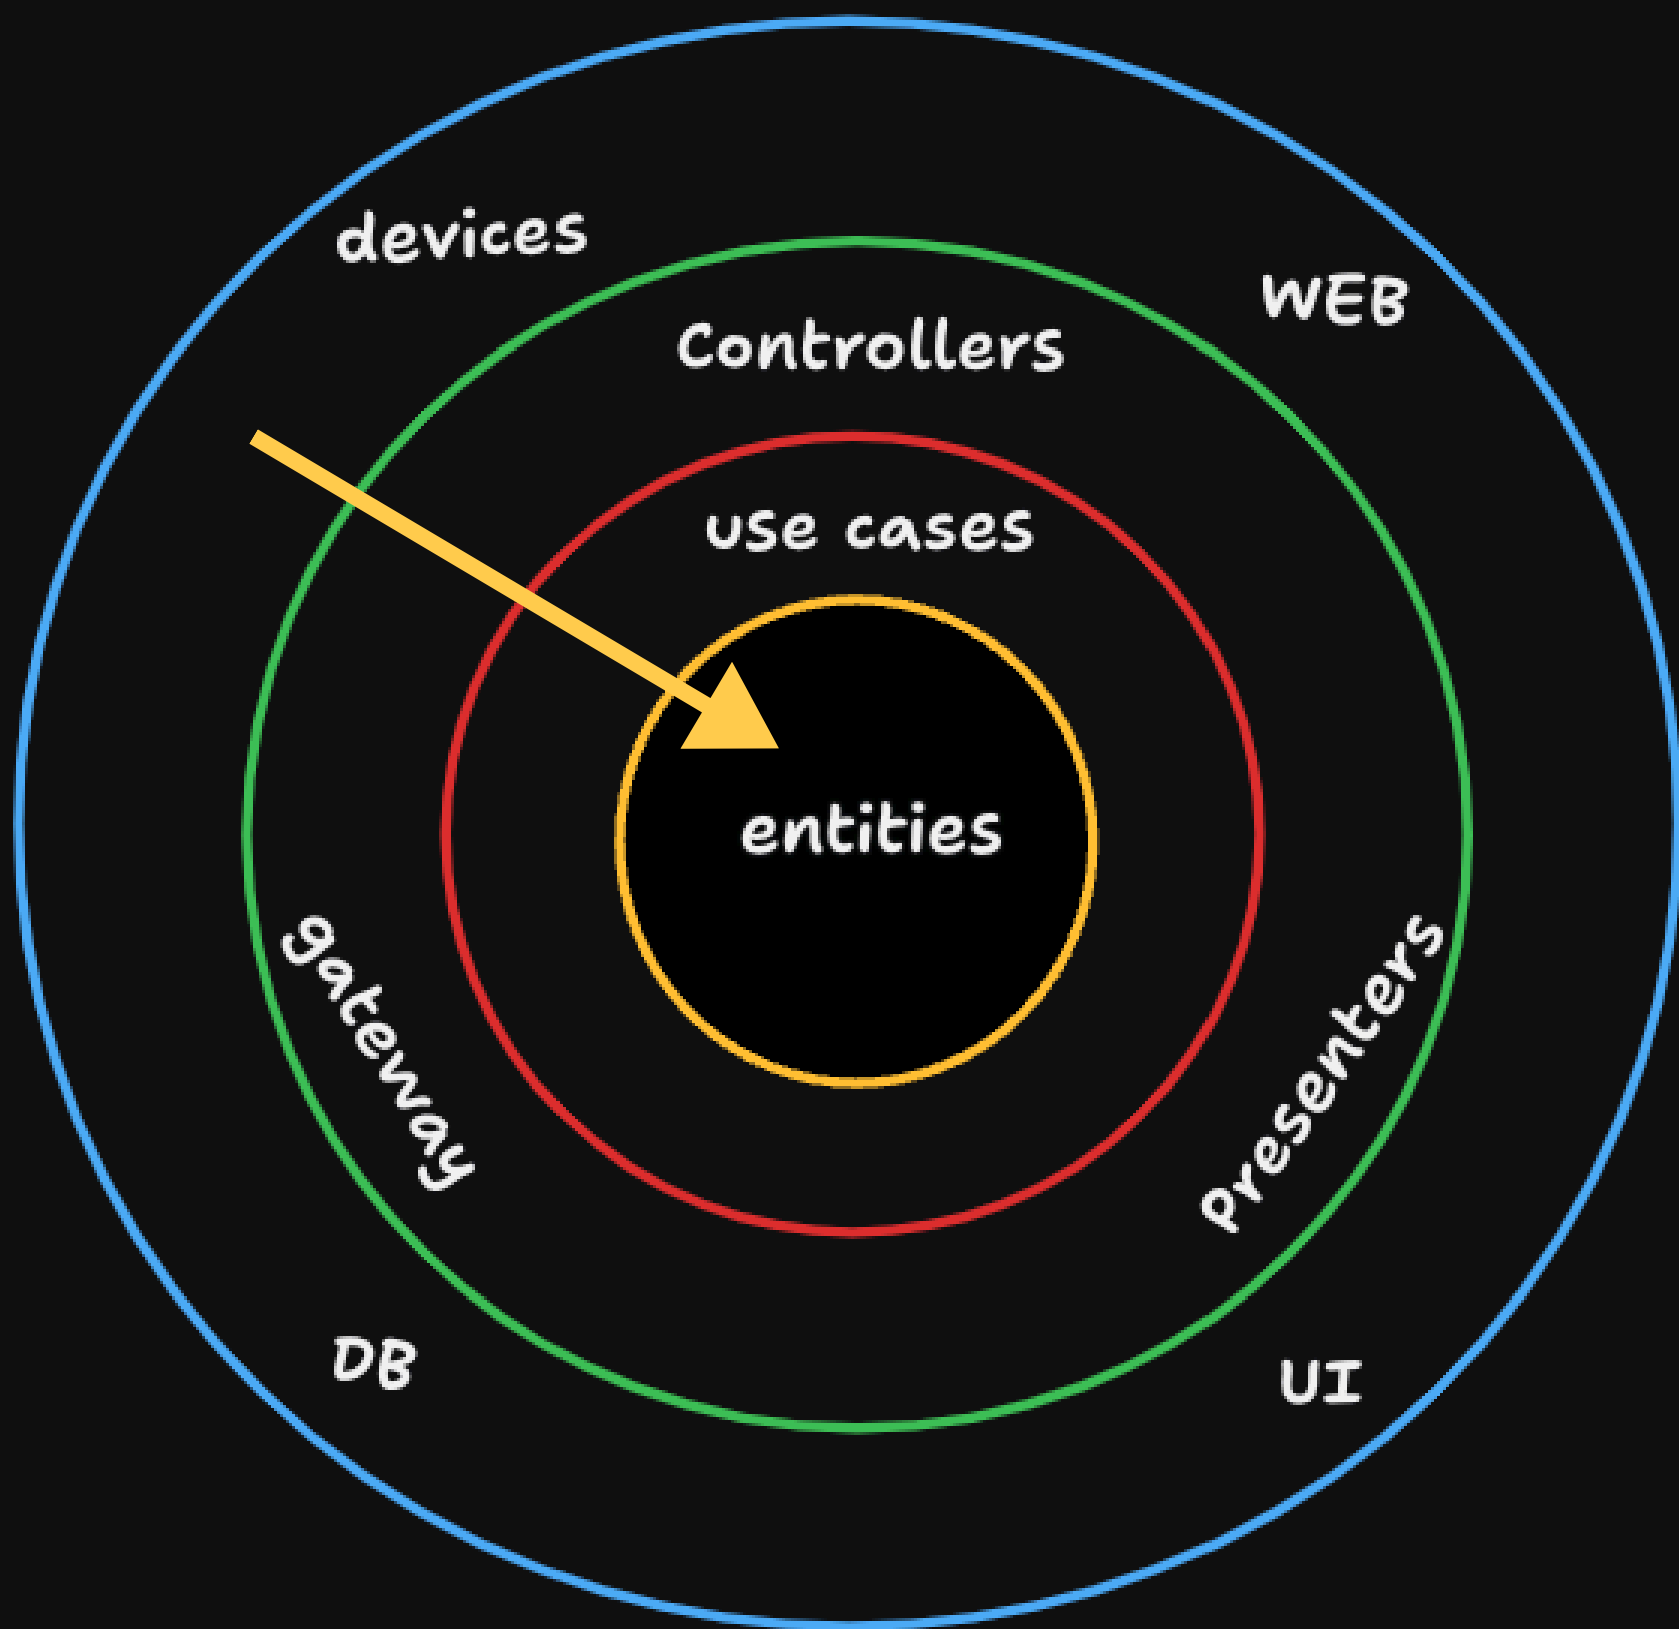 devices
WEB
Controllers
use cases
entities
gateway
Presenters
DB
UI